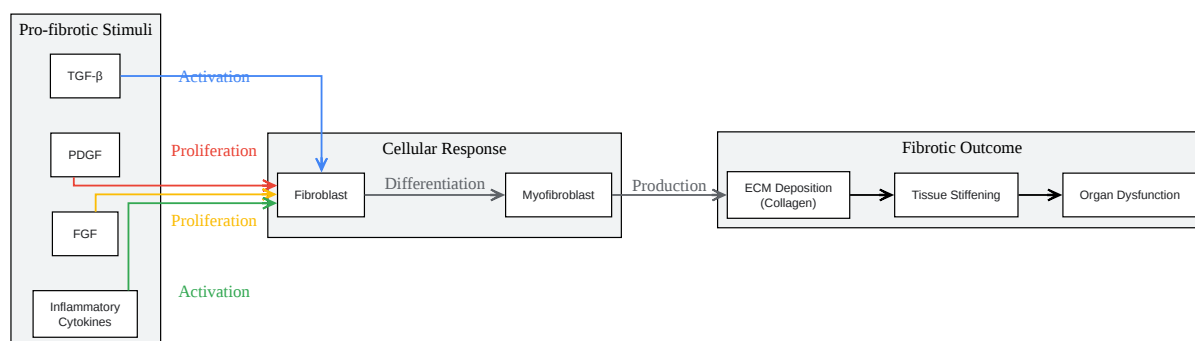 Pro-fibrotic Stimuli
TGF-β
Activation
PDGF
Proliferation
FGF
Proliferation
Inflammatory
Cytokines
Activation
Cellular Response
Fibroblast
Differentiation
Myofibroblast
Production
Fibrotic Outcome
ECM Deposition
(Collagen)
Tissue Stiffening
Organ Dysfunction